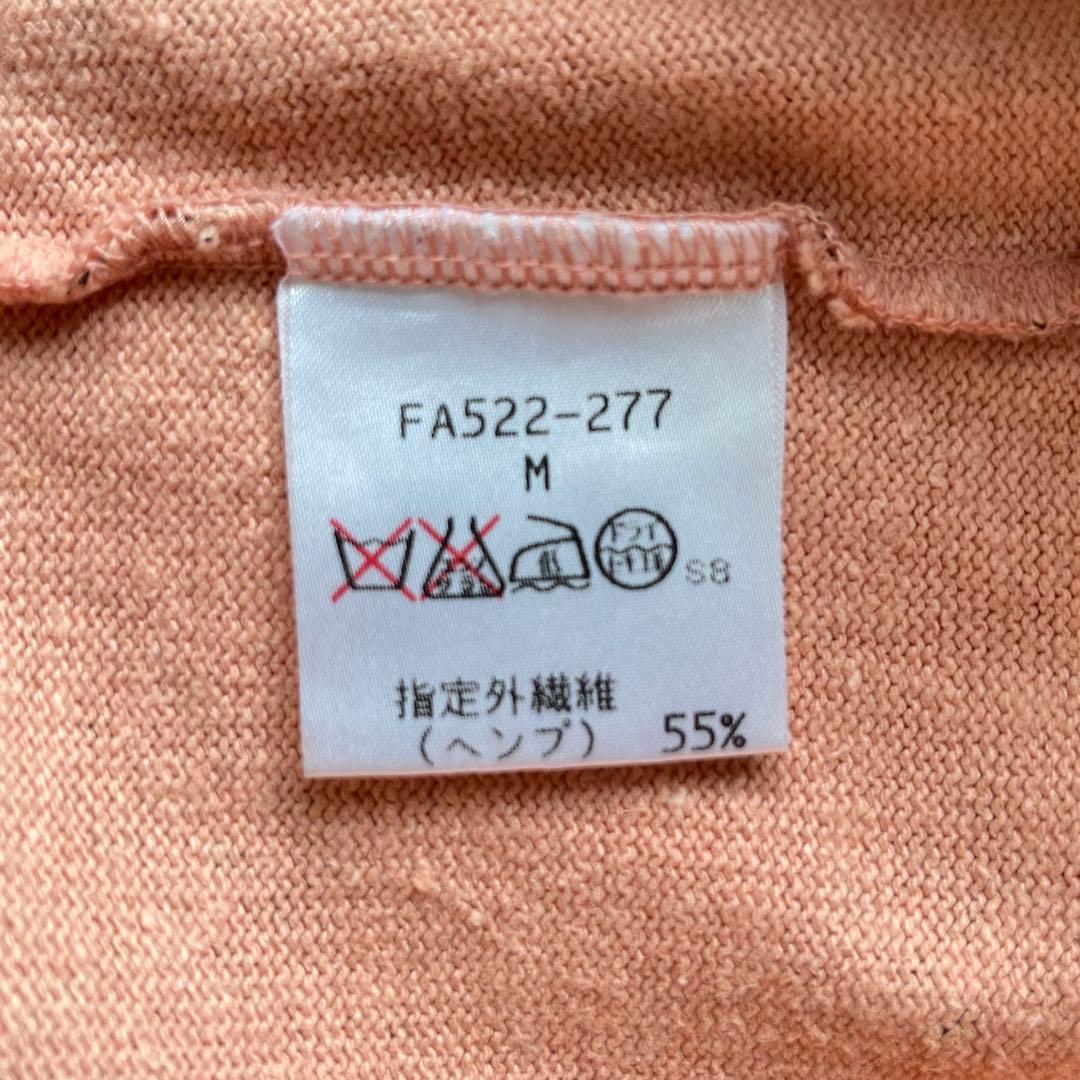 FA522-277
M
ドライ
S8
指定外繊維
(ヘンプ) 55%